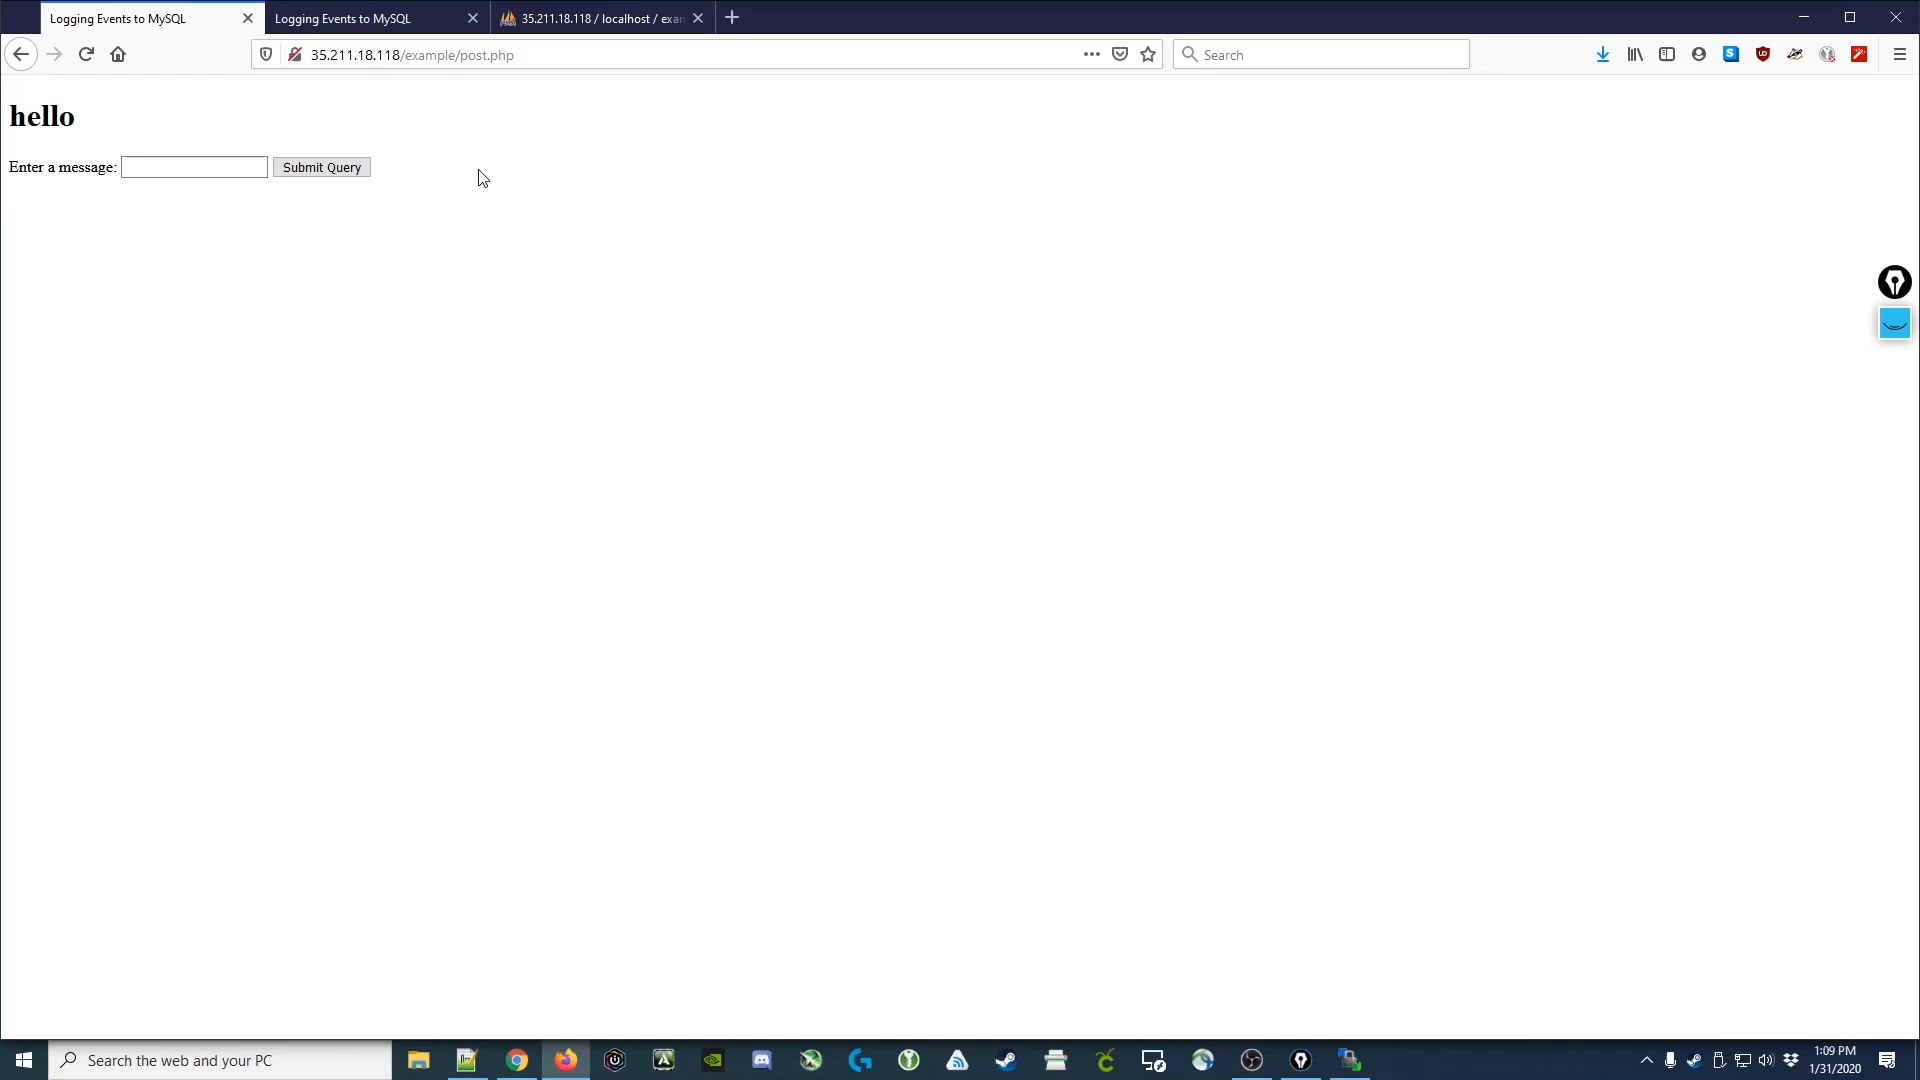 Logging Events to MySQL
Logging Events to MySQL
35.211.18.118 / localhost / exam
35.211.18.118/example/post.php
Search
hello
Enter a message:
Submit Query
Search the web and your PC
1:09 PM
1/31/2020